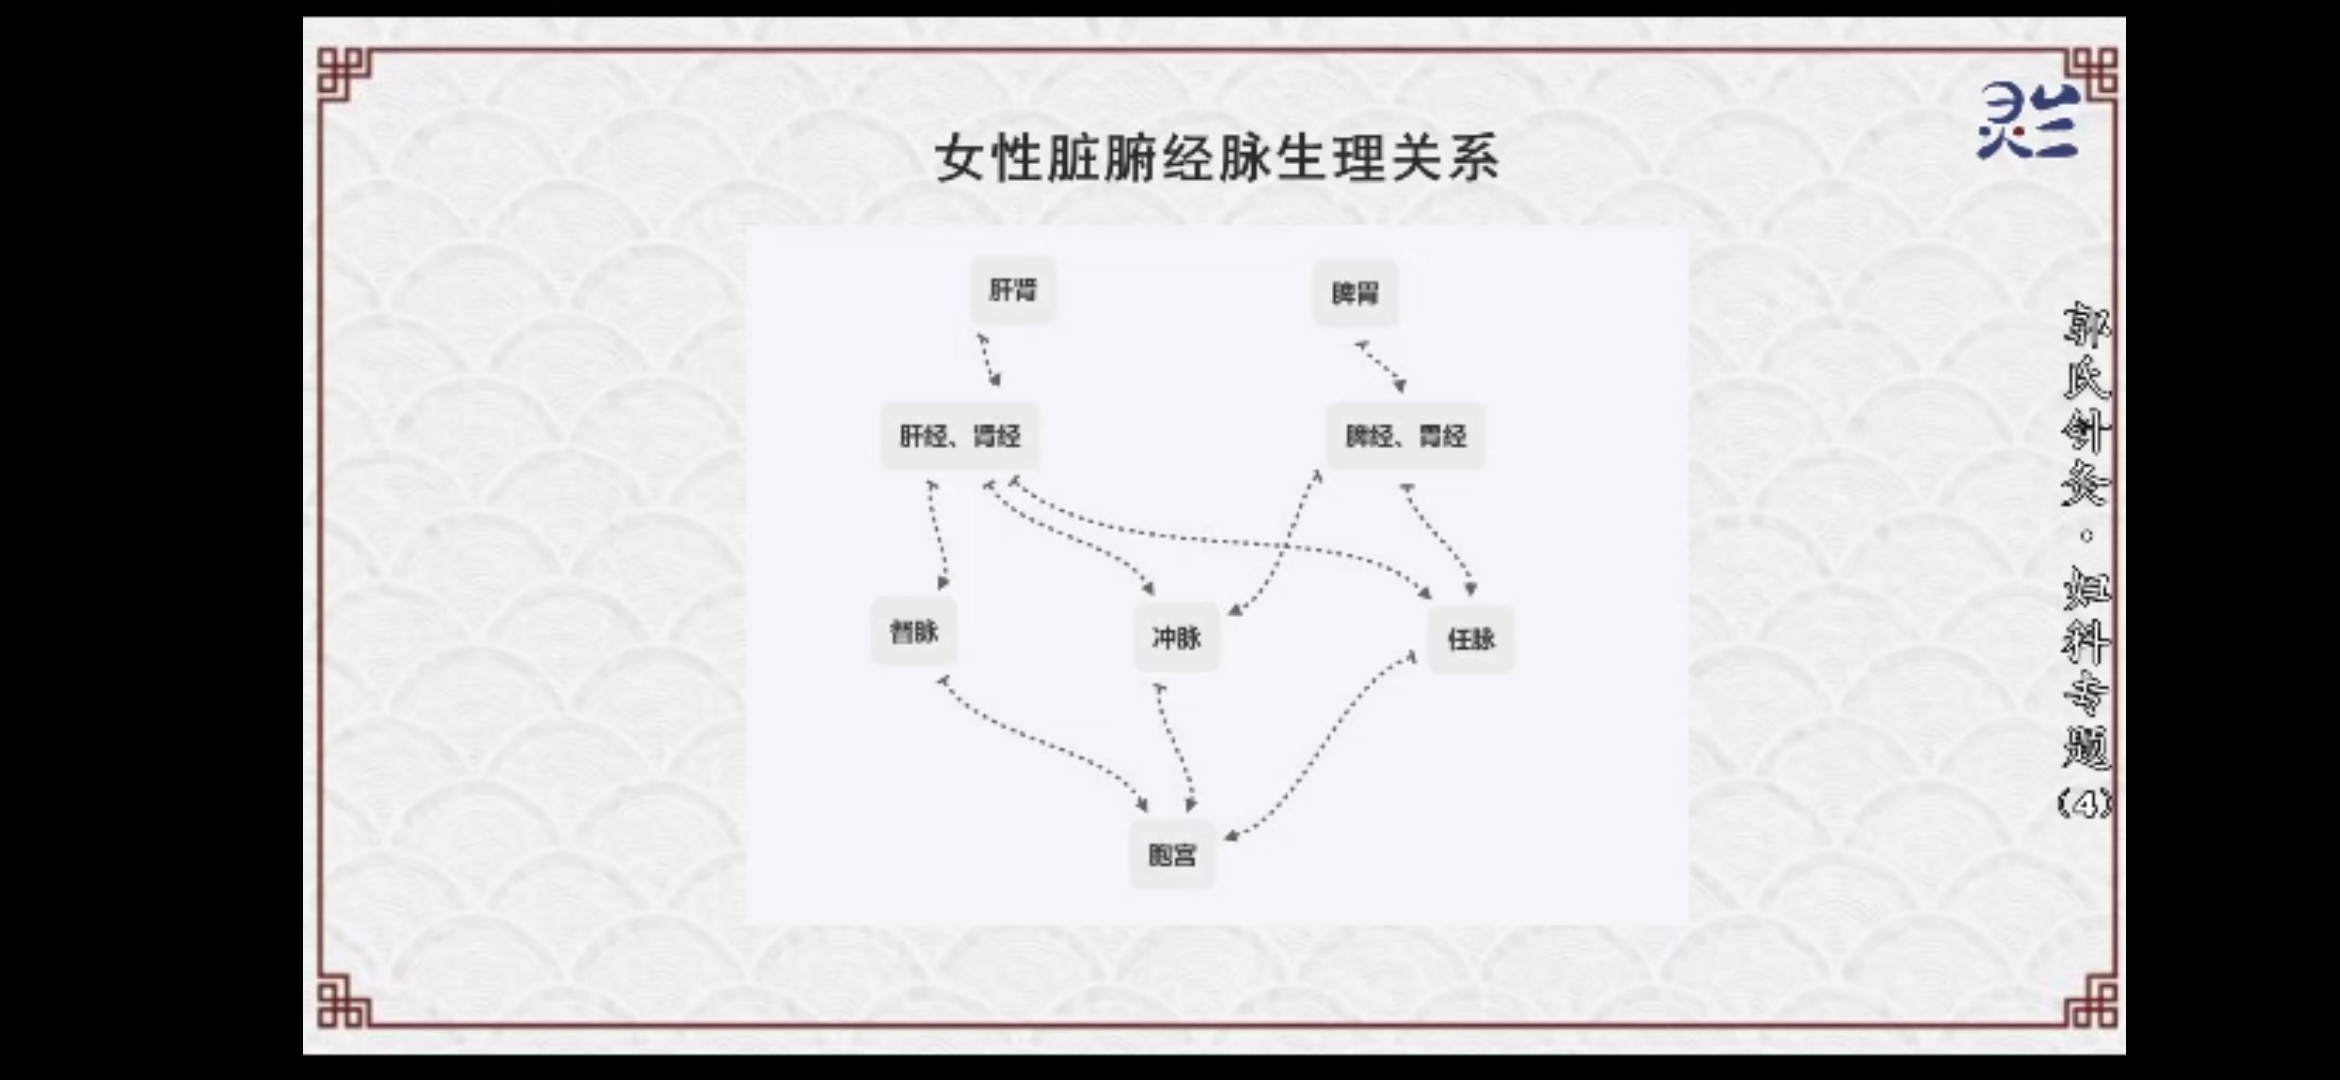 女性脏腑经脉生理关系
灵兰
肝肾
脾胃
肝经、肾经
脾经、胃经
督脉
冲脉
任脉
胞宫
郭氏针灸·妇科专题(4)